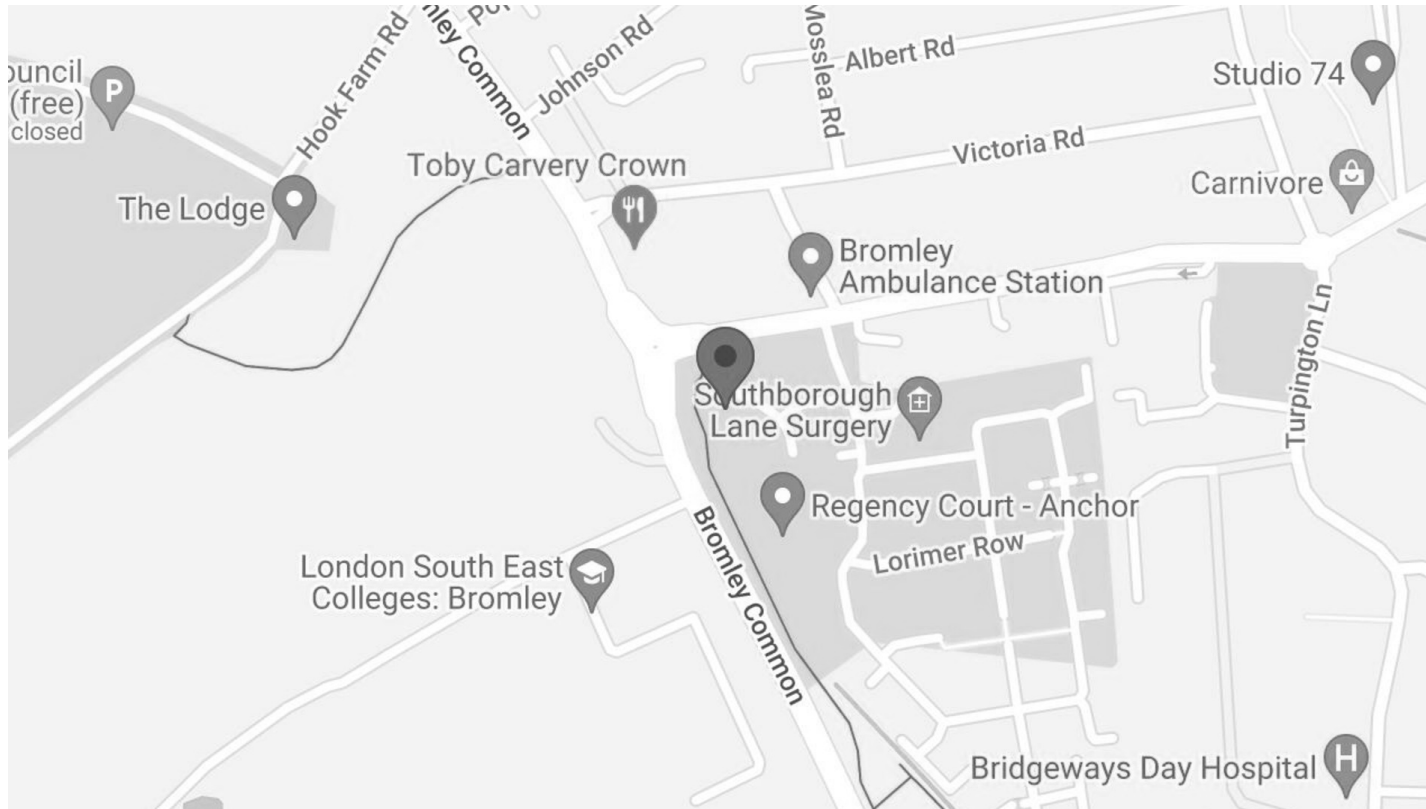 mley Common
Po
Johnson Rd
Mosslea Rd
Albert Rd
Studio 74
ouncil
(free)
closed
P
Hook Farm Rd
Toby Carvery Crown
Victoria Rd
Carnivore
The Lodge
Bromley
Ambulance Station
Turpington Ln
Southborough
Lane Surgery
Regency Court - Anchor
Bromley Common
Lorimer Row
London South East
Colleges: Bromley
Bridgeways Day Hospital
H